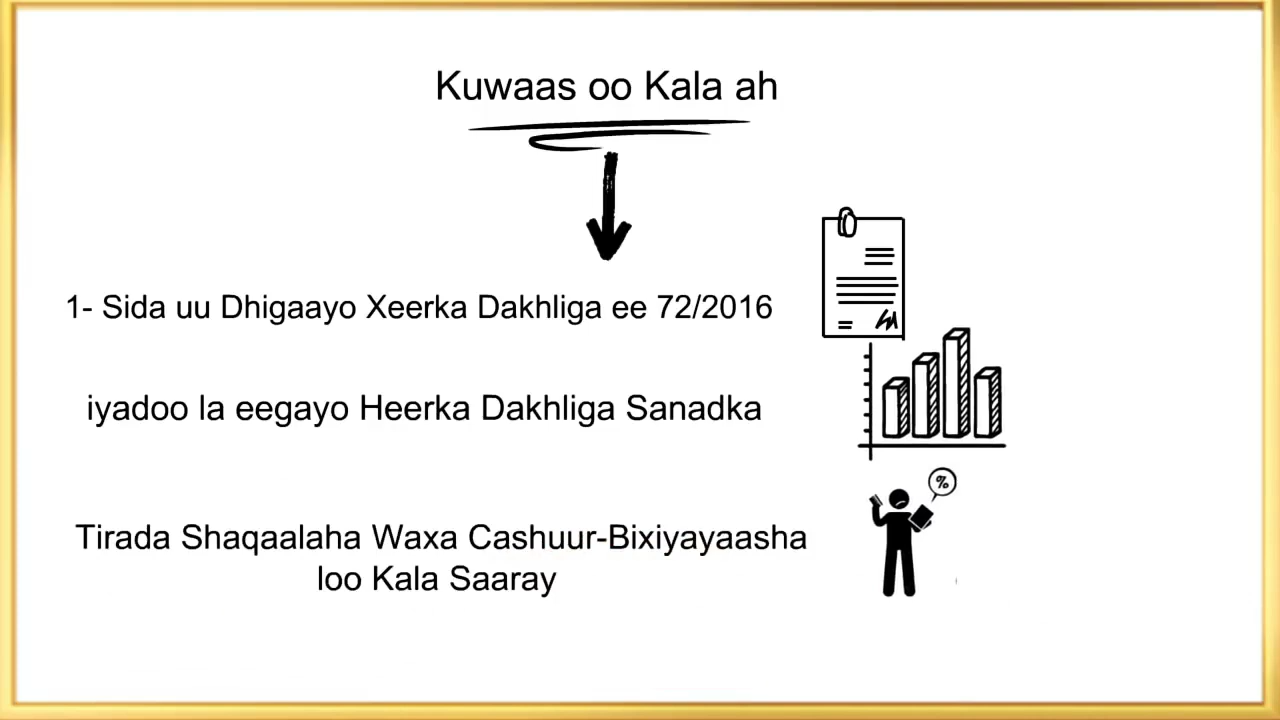 Kuwaas oo Kala ah
1- Sida uu Dhigaayo Xeerka Dakhliga ee 72/2016
iyadoo la eegayo Heerka Dakhliga Sanadka
%
Tirada Shaqaalaha Waxa Cashuur-Bixiyayaasha
loo Kala Saaray